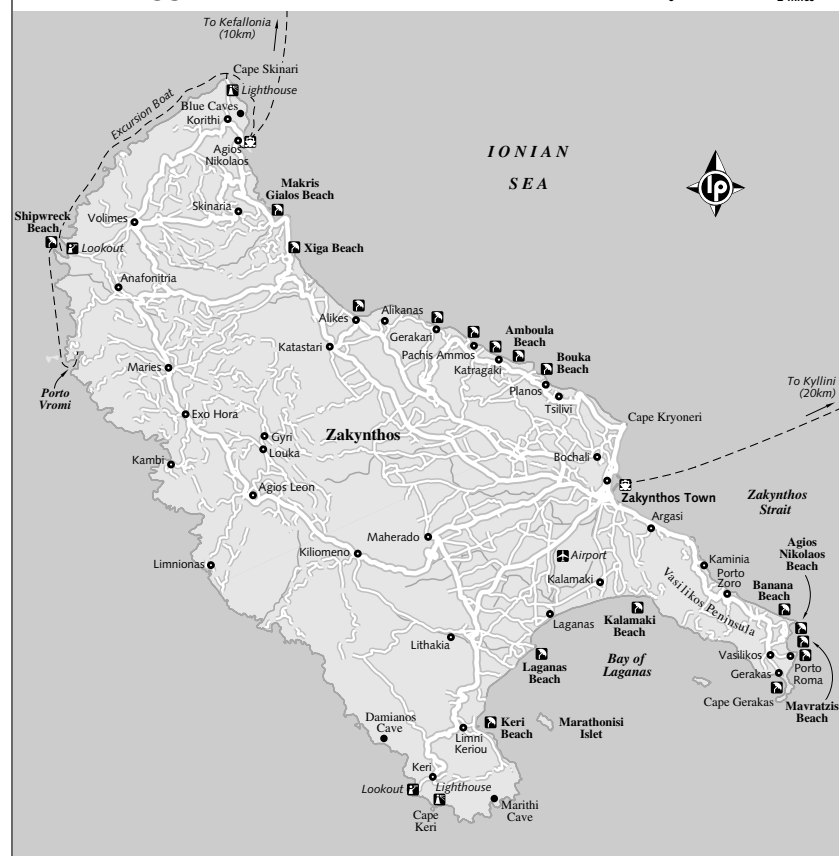 2 miles
To Kefallonia
(10km)
Cape Skinari
Lighthouse
Excursion Boat
Blue Caves
Korithi
Agios
Nikolaos
IONIAN
SEA
lp
Makris
Gialos Beach
Skinaria
Shipwreck
Beach
Volimes
Lookout
Xiga Beach
Anafonitria
Alikes
Alikanas
Gerakari
Amboula
Beach
Katastari
Pachis Ammos
Katragaki
Bouka
Beach
Maries
Planos
Tsilivi
To Kyllini
(20km)
Porto
Vromi
Exo Hora
Cape Kryoneri
Gyri
Zakynthos
Louka
Kambi
Bochali
Agios Leon
Zakynthos Town
Zakynthos
Strait
Argasi
Maherado
Agios
Nikolaos
Beach
Kiliomeno
Airport
Kaminia
Limnionas
Kalamaki
Porto
Zoro
Banana
Beach
Vasilikos Peninsula
Laganas
Kalamaki
Beach
Lithakia
Laganas
Beach
Bay of
Laganas
Vasilikos
Porto
Roma
Gerakas
Cape Gerakas
Mavratzis
Beach
Damianos
Cave
Keri
Beach
Marathonisi
Islet
Limni
Keriou
Keri
Lookout
Lighthouse
Cape
Keri
Marithi
Cave